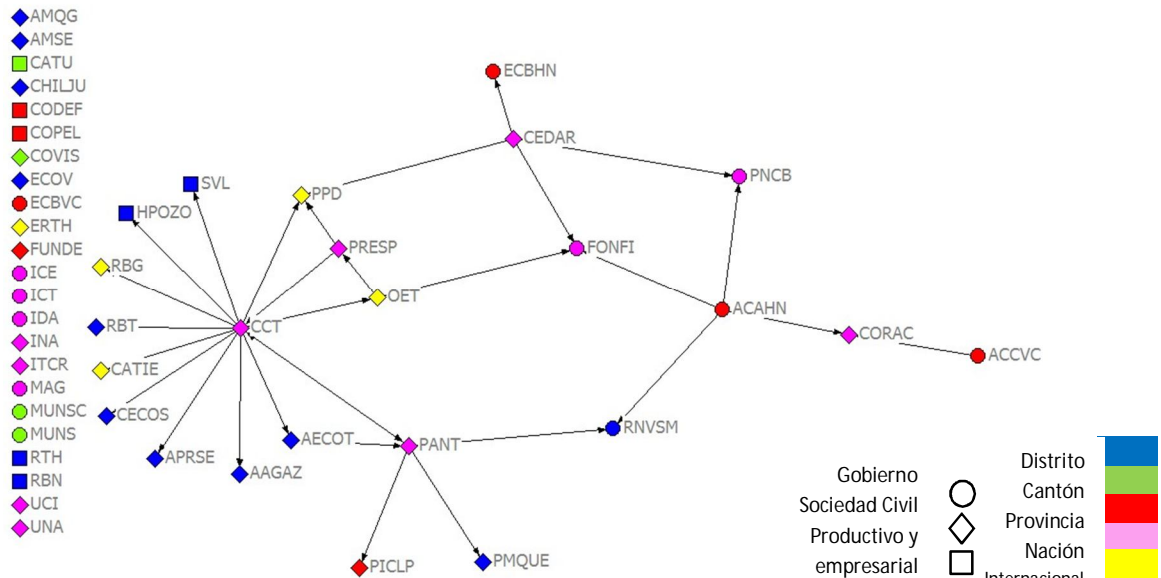 AMQG
AMSE
CATU
CHILJU
CODEF
COPEL
COVIS
ECOV
ECBVC
ERTH
FUNDE
ICE
ICT
IDA
INA
ITCR
MAG
MUNSC
MUNS
RTH
RBN
UCI
UNA
ECBHN
CEDAR
PNCB
SVL
PPD
HPOZO
PRESP
FONFI
RBG
OET
ACAHN
RBT
CCT
CORAC
ACCVC
CATIE
CECOS
RNVSM
AECOT
PANT
APRSE
AAGAZ
PICLP
PMQUE
Gobierno
Sociedad Civil
Productivo y
empresarial
Distrito
Cantón
Provincia
Nación
Internacional